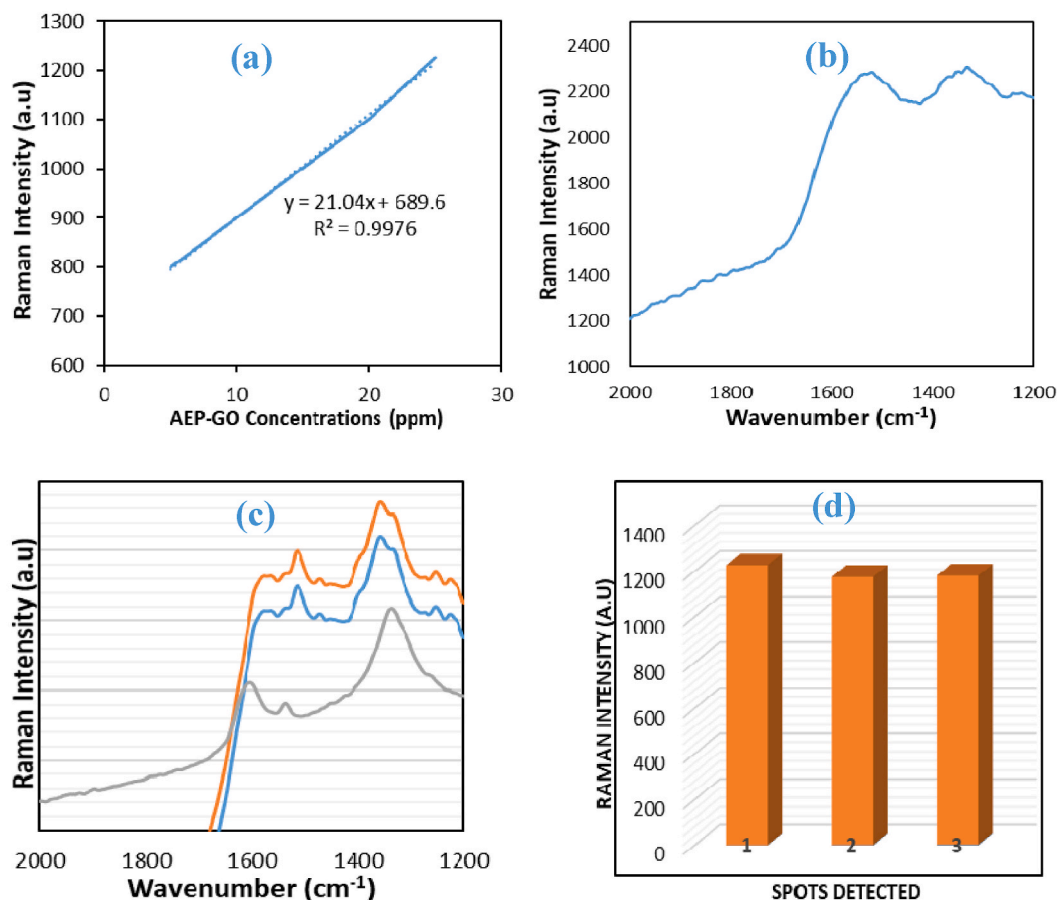 (a)
1300
1200
1100
1000
900
800
700
600
Raman Intensity (a.u)
y = 21.04x + 689.6
R² = 0.9976
0 10 20 30
AEP-GO Concentrations (ppm)
(b)
2400
2200
2000
1800
1600
1400
1200
1000
Raman Intensity (a.u)
2000 1800 1600 1400 1200
Wavenumber (cm⁻¹)
(c)
Raman Intensity (a.u)
2000 1800 1600 1400 1200
Wavenumber (cm⁻¹)
(d)
1400
1200
1000
800
600
400
200
0
RAMAN INTENSITY (A.U)
1 2 3
SPOTS DETECTED